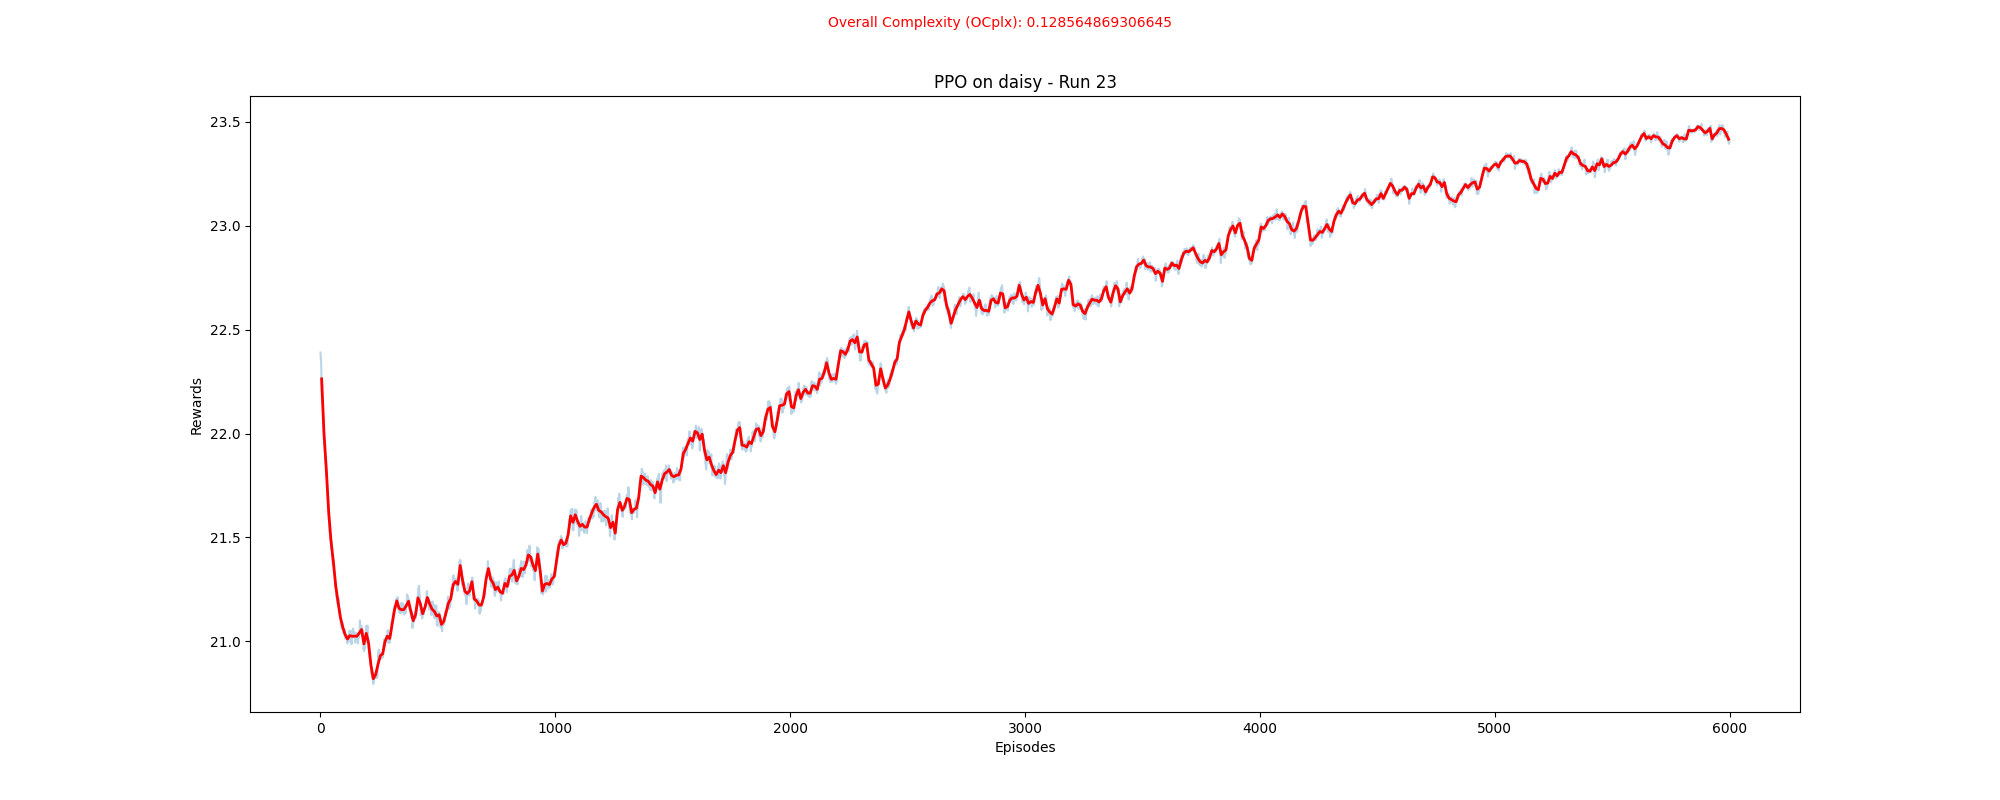 Overall Complexity (OCplx): 0.128564869306645
PPO on daisy - Run 23
23.5
23.0
22.5
22.0
21.5
21.0
Rewards
0 1000 2000 3000 4000 5000 6000
Episodes